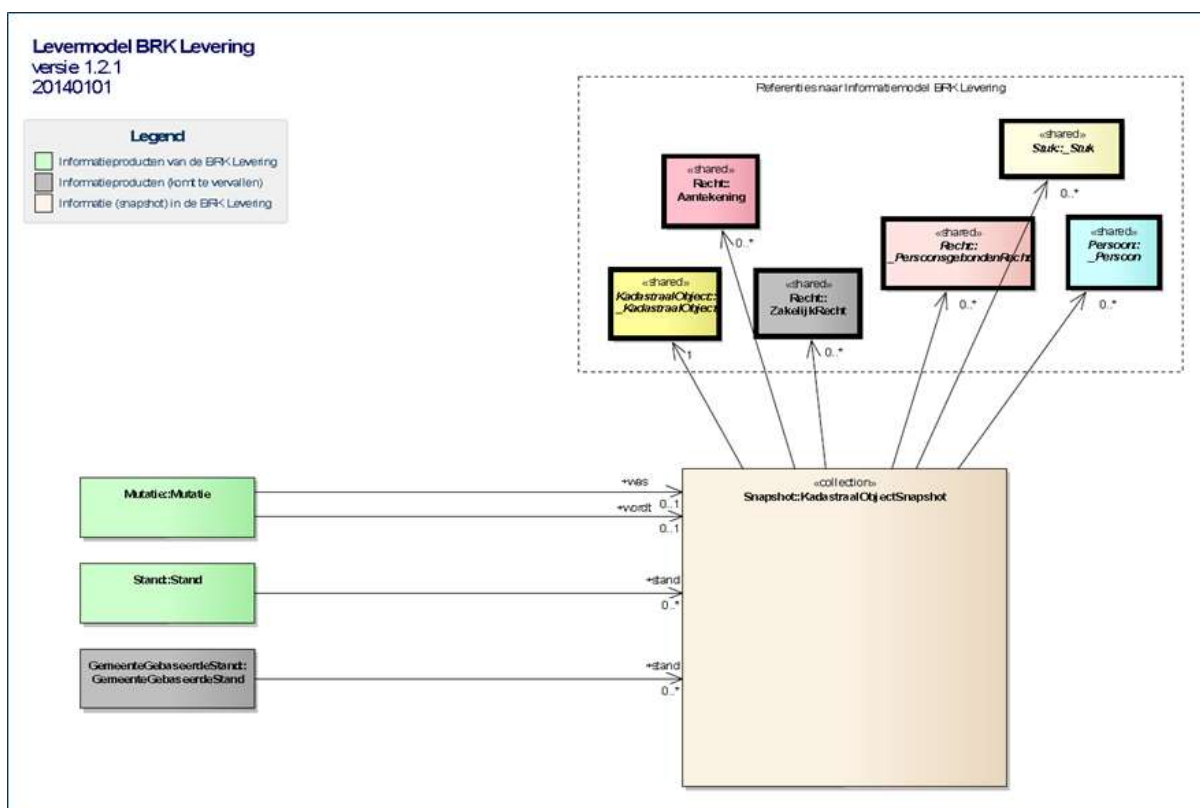 Levermodel BRK Levering
versie 1.2.1
20140101
Legend
Informatieproducten van de BRK Levering
Informatieproducten (komt te vervallen)
Informatie (snapshot) in de BRK Levering
Referenties naar Informatiemodel BRK Levering
«shared»
Stuk::_Stuk
0..*
«shared»
Recht::
Aantekening
0..*
«shared»
Recht::
_PersoonsgebondenRecht
0..*
«shared»
Persoon::
_Persoon
0..*
«shared»
KadastraalObject::
_KadastraalObject
1
«shared»
Recht::
ZakelijkRecht
0..*
«collection»
Snapshot::KadastraalObjectSnapshot
Mutatie::Mutatie
+was
0..1
+wordt
0..1
Stand::Stand
+stand
0..*
GemeenteGebaseerdeStand::
GemeenteGebaseerdeStand
+stand
0..*